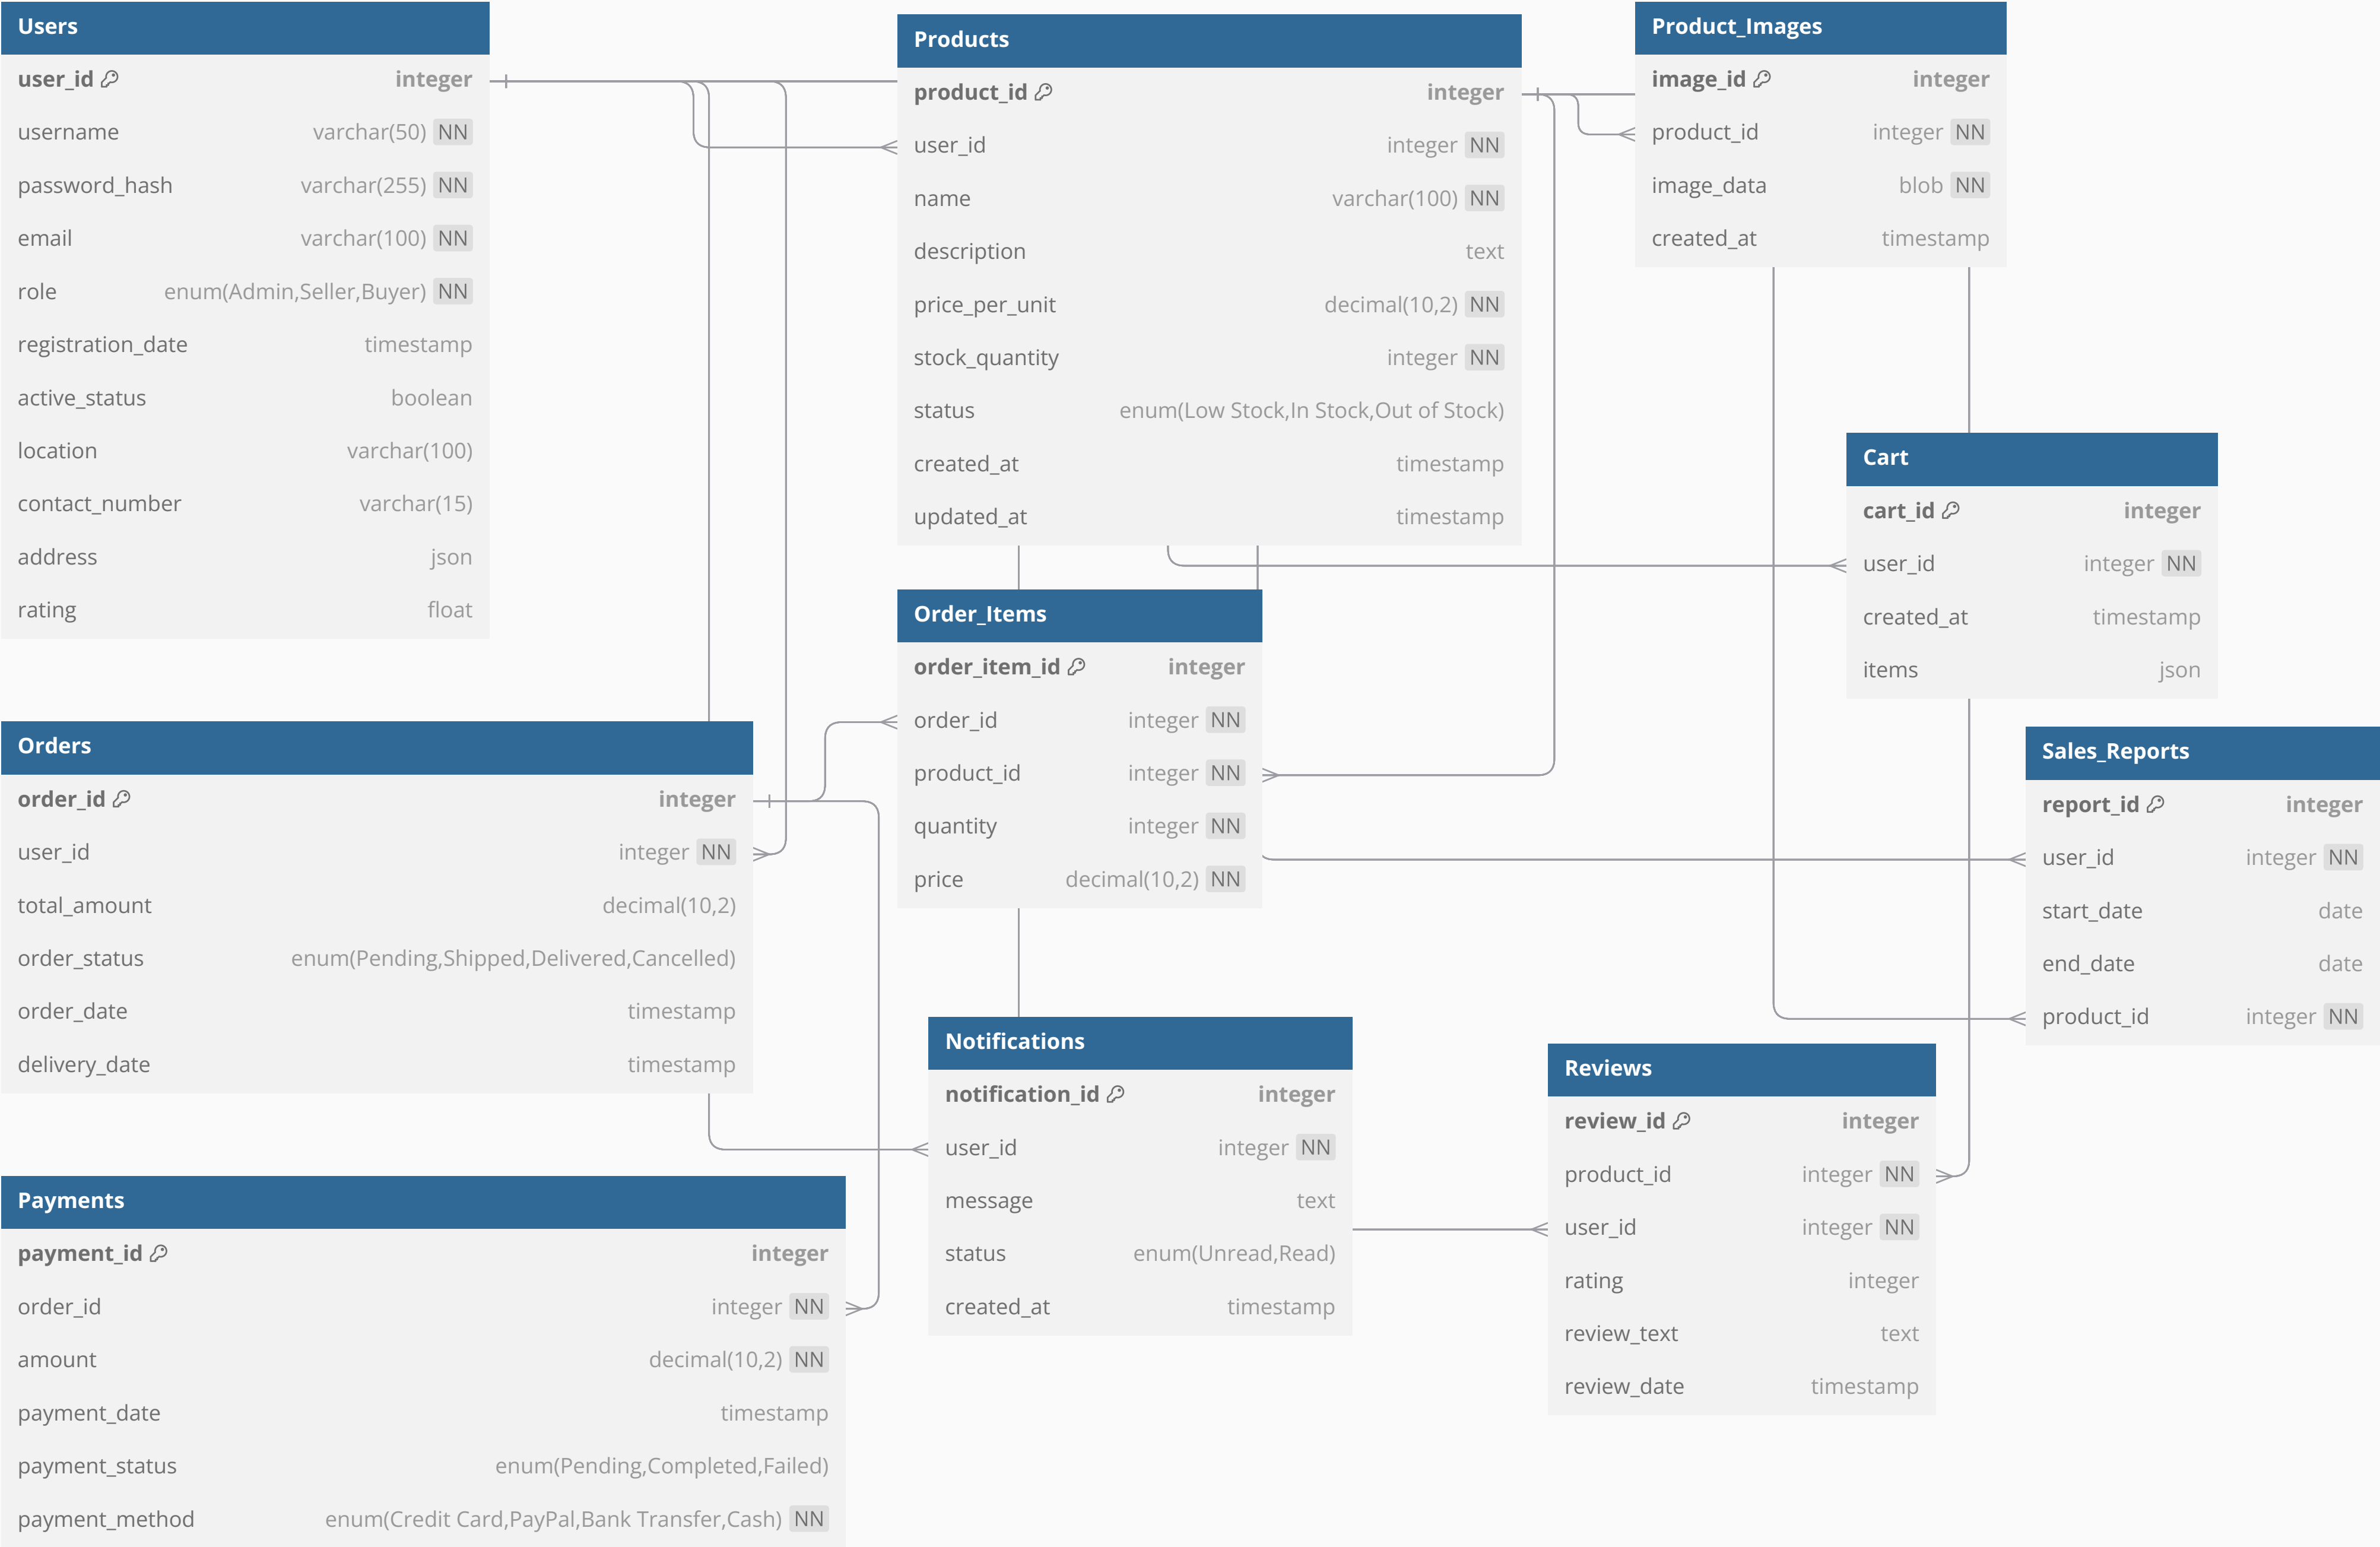 Users
user_id integer
username varchar(50) NN
password_hash varchar(255) NN
email varchar(100) NN
role enum(Admin,Seller,Buyer) NN
registration_date timestamp
active_status boolean
location varchar(100)
contact_number varchar(15)
address json
rating float
Products
product_id integer
user_id integer NN
name varchar(100) NN
description text
price_per_unit decimal(10,2) NN
stock_quantity integer NN
status enum(Low Stock,In Stock,Out of Stock)
created_at timestamp
updated_at timestamp
Product_Images
image_id integer
product_id integer NN
image_data blob NN
created_at timestamp
Cart
cart_id integer
user_id integer NN
created_at timestamp
items json
Order_Items
order_item_id integer
order_id integer NN
product_id integer NN
quantity integer NN
price decimal(10,2) NN
Orders
order_id integer
user_id integer NN
total_amount decimal(10,2)
order_status enum(Pending,Shipped,Delivered,Cancelled)
order_date timestamp
delivery_date timestamp
Sales_Reports
report_id integer
user_id integer NN
start_date date
end_date date
product_id integer NN
Notifications
notification_id integer
user_id integer NN
message text
status enum(Unread,Read)
created_at timestamp
Reviews
review_id integer
product_id integer NN
user_id integer NN
rating integer
review_text text
review_date timestamp
Payments
payment_id integer
order_id integer NN
amount decimal(10,2) NN
payment_date timestamp
payment_status enum(Pending,Completed,Failed)
payment_method enum(Credit Card,PayPal,Bank Transfer,Cash) NN